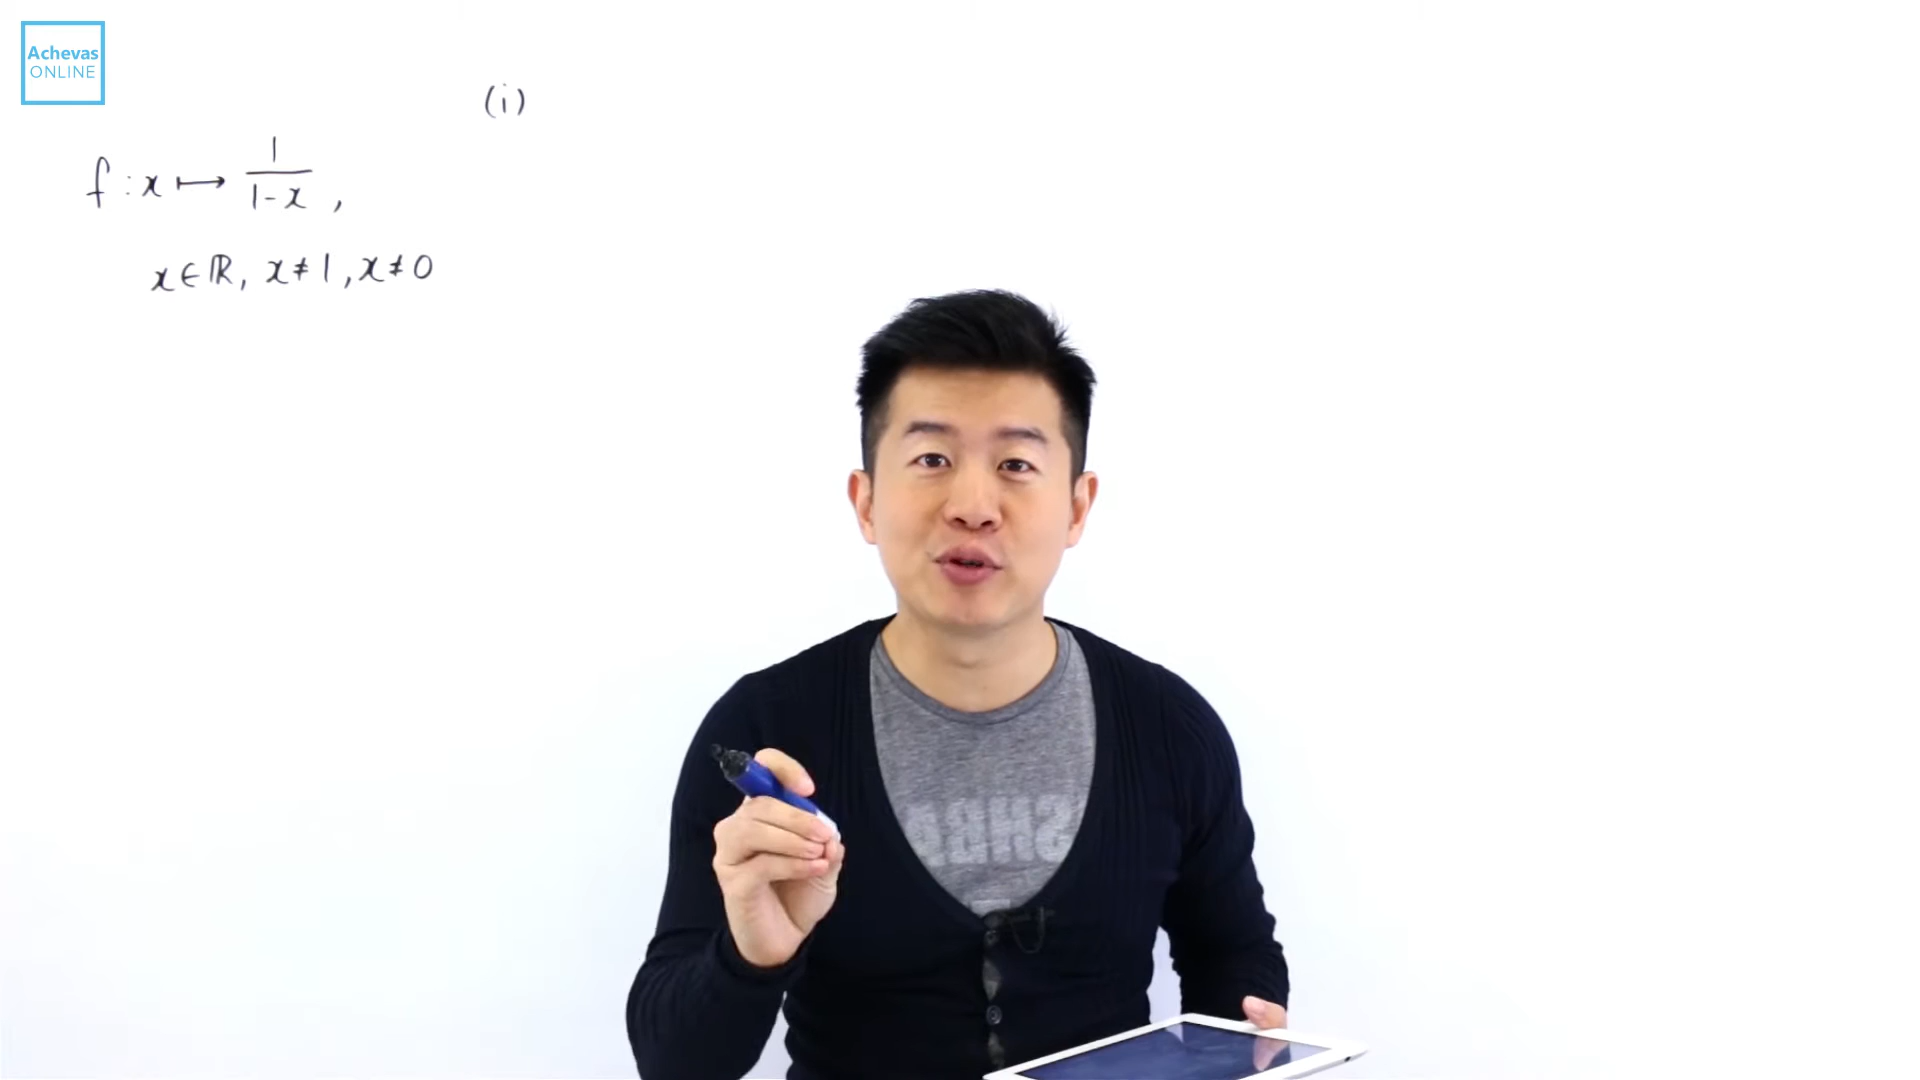 Achevas
ONLINE
(i)
f : x ↦ 1/(1-x) ,
x ∈ ℝ, x ≠ 1, x ≠ 0